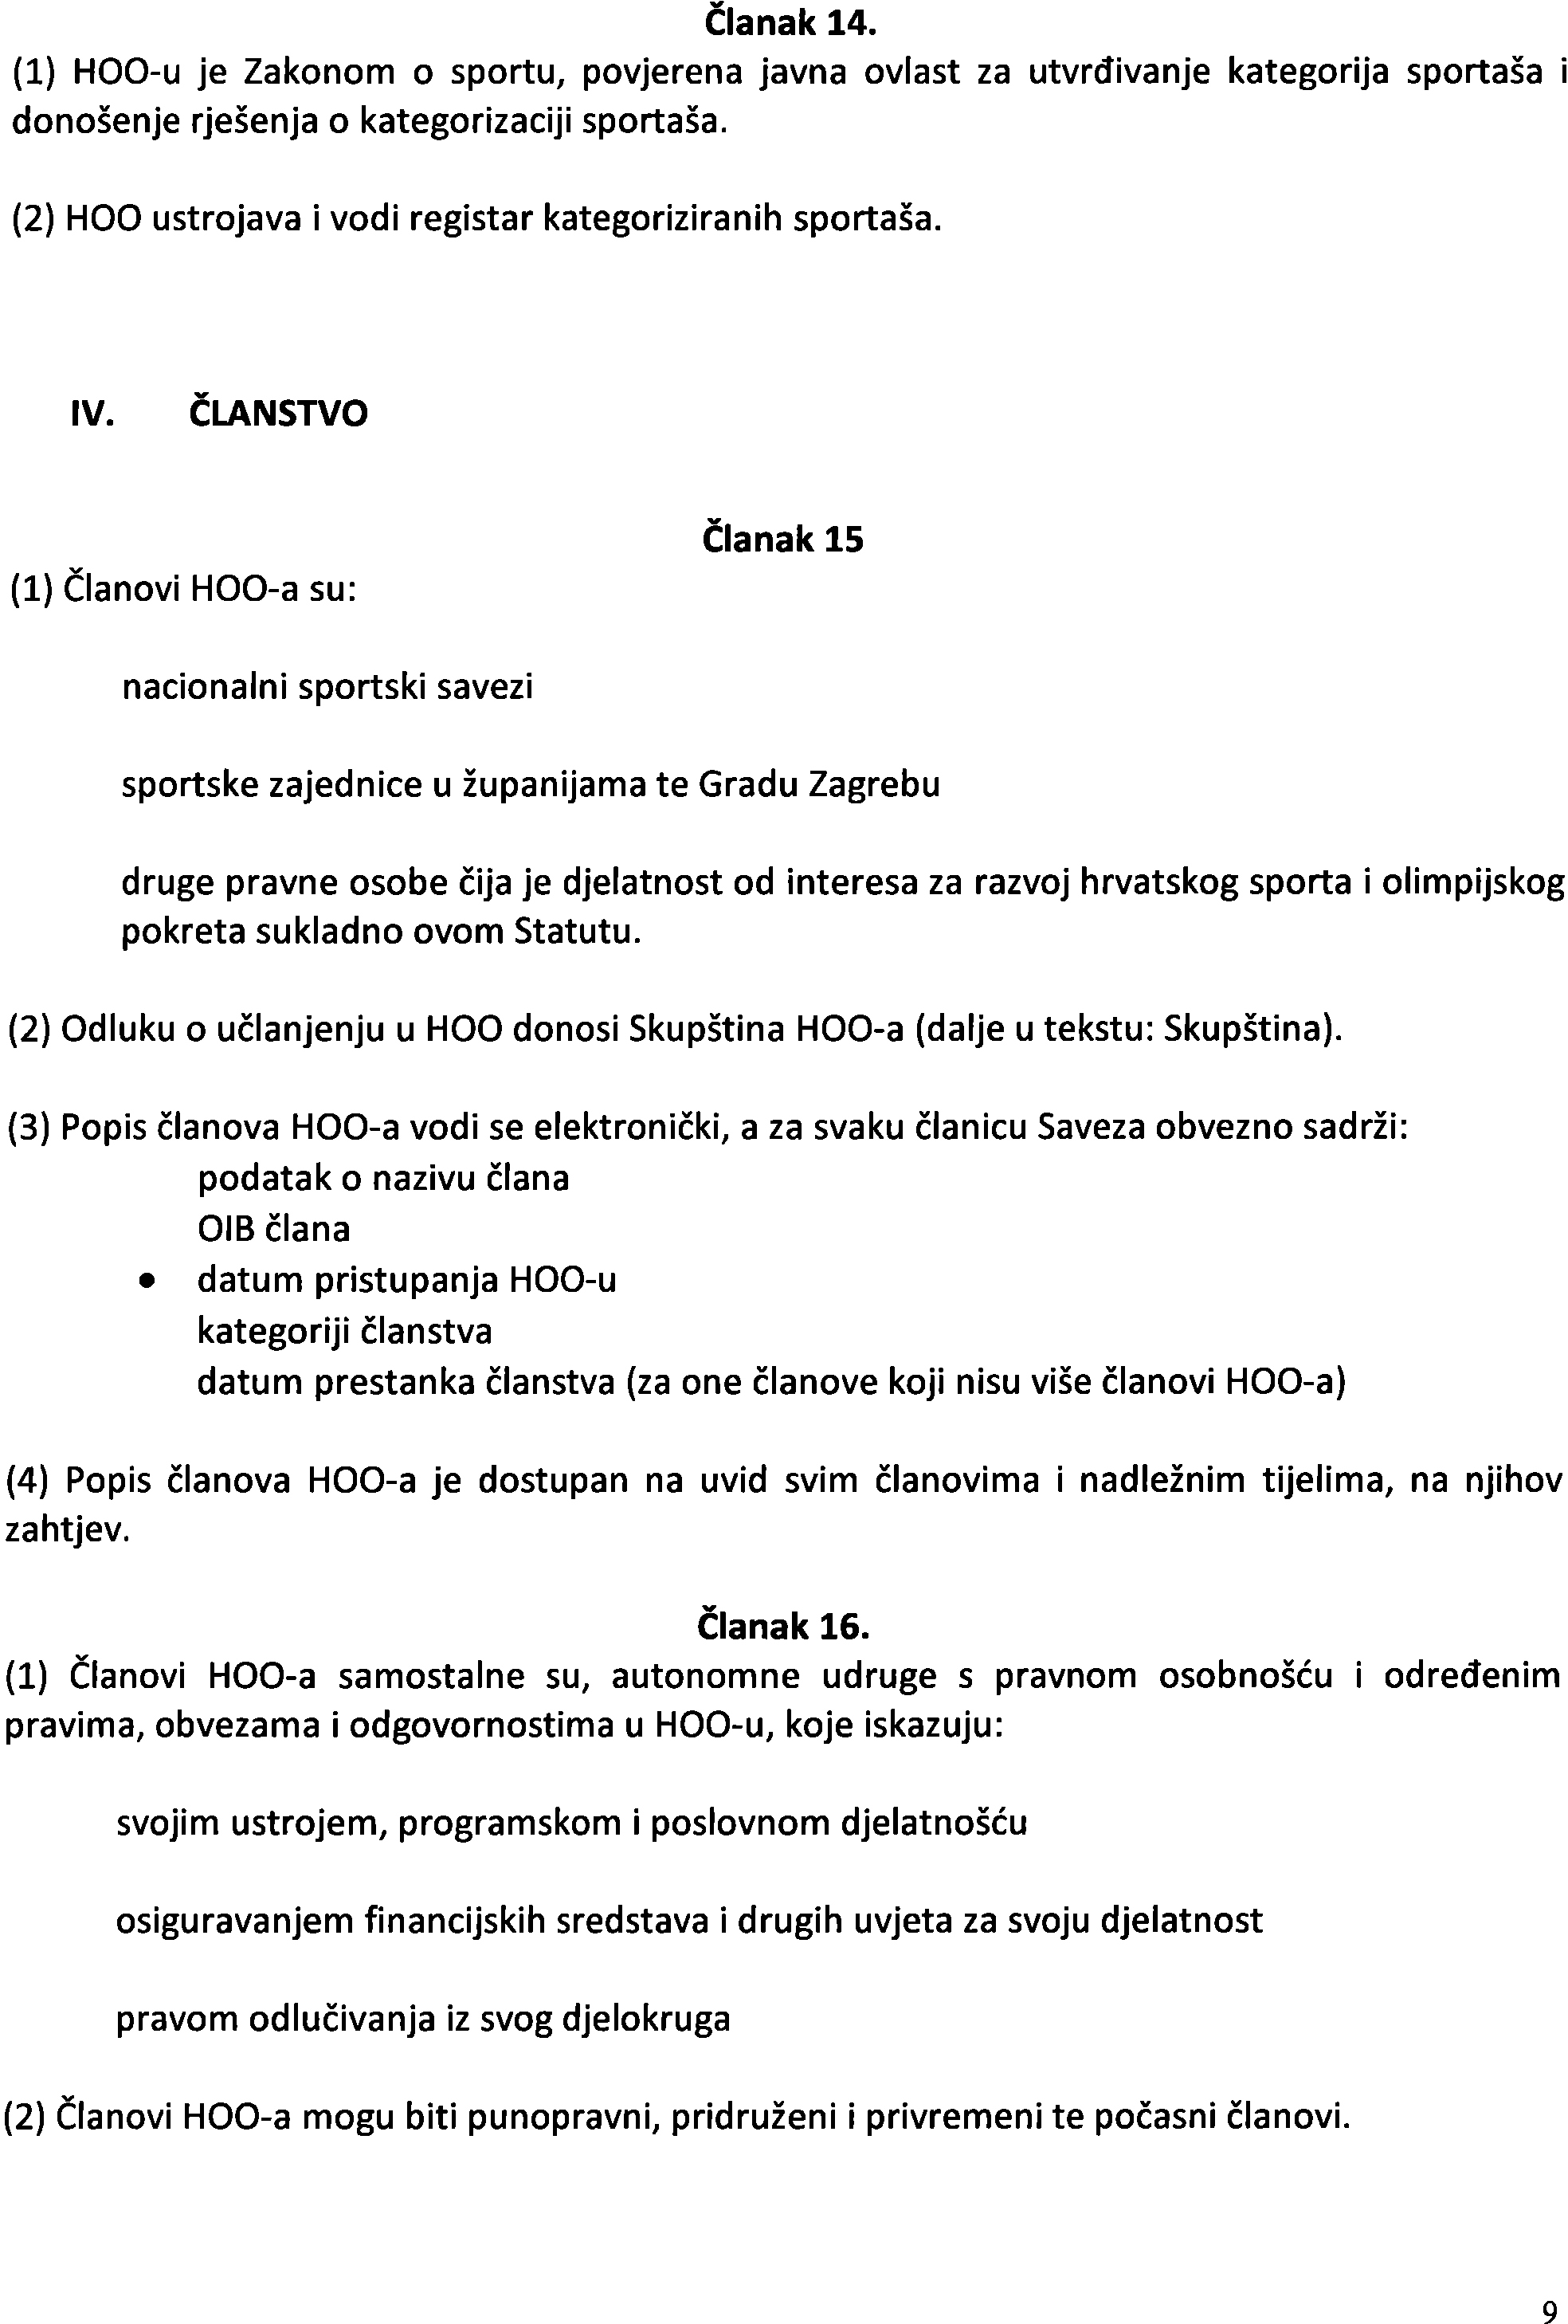 Članak 14.
(1) HOO-u je Zakonom o sportu, povjerena javna ovlast za utvrđivanje kategorija sportaša i
donošenje rješenja o kategorizaciji sportaša.
(2) HOO ustrojava i vodi registar kategoriziranih sportaša.
IV. ČLANSTVO
Članak 15
(1) Članovi HOO-a su:
nacionalni sportski savezi
sportske zajednice u županijama te Gradu Zagrebu
druge pravne osobe čija je djelatnost od interesa za razvoj hrvatskog sporta i olimpijskog
pokreta sukladno ovom Statutu.
(2) Odluku o učlanjenju u HOO donosi Skupština HOO-a (dalje u tekstu: Skupština).
(3) Popis članova HOO-a vodi se elektronički, a za svaku članicu Saveza obvezno sadrži:
podatak o nazivu člana
OIB člana
• datum pristupanja HOO-u
kategoriji članstva
datum prestanka članstva (za one članove koji nisu više članovi HOO-a)
(4) Popis članova HOO-a je dostupan na uvid svim članovima i nadležnim tijelima, na njihov
zahtjev.
Članak 16.
(1) Članovi HOO-a samostalne su, autonomne udruge s pravnom osobnošću i određenim
pravima, obvezama i odgovornostima u HOO-u, koje iskazuju:
svojim ustrojem, programskom i poslovnom djelatnošću
osiguravanjem financijskih sredstava i drugih uvjeta za svoju djelatnost
pravom odlučivanja iz svog djelokruga
(2) Članovi HOO-a mogu biti punopravni, pridruženi i privremeni te počasni članovi.
9